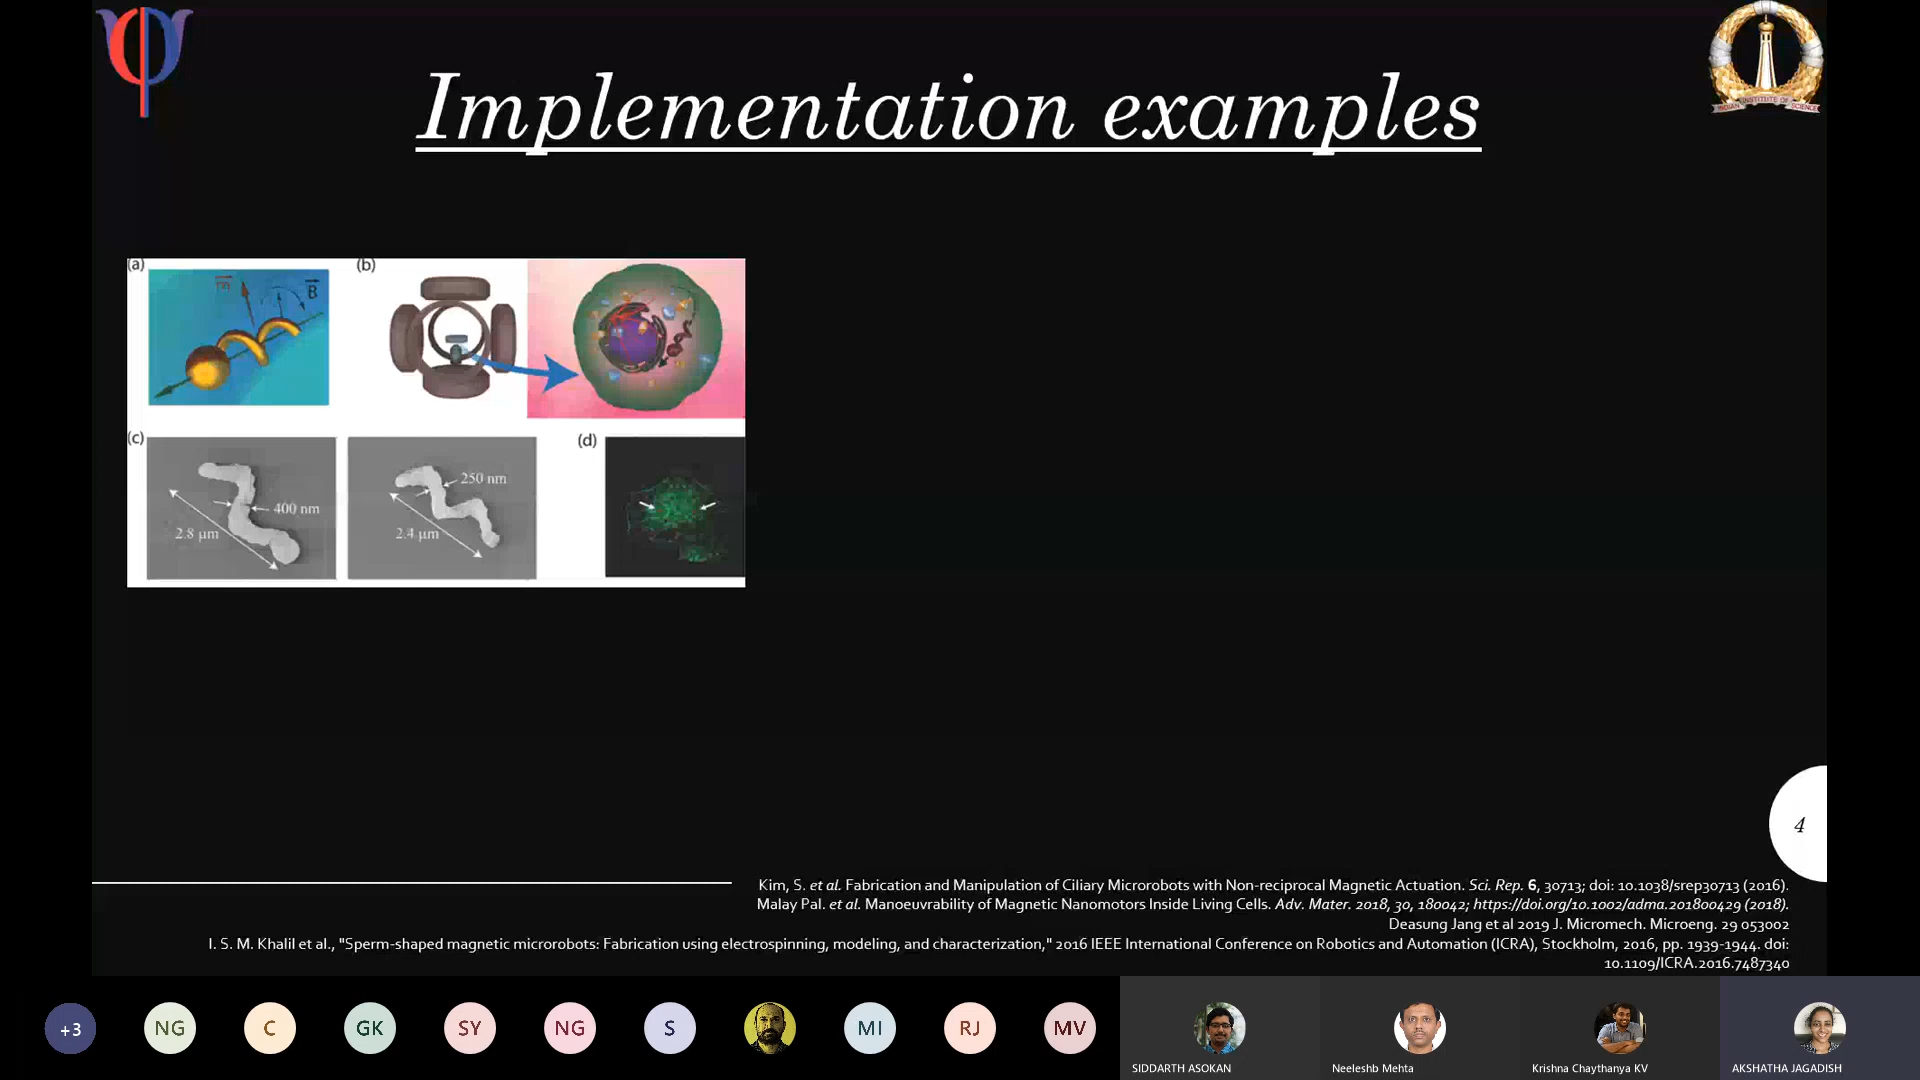 Implementation examples
INDIAN INSTITUTE OF SCIENCE
(a)
m
B
(b)
(c)
400 nm
2.8 µm
250 nm
2.4 µm
(d)
4
Kim, S. et al. Fabrication and Manipulation of Ciliary Microrobots with Non-reciprocal Magnetic Actuation. Sci. Rep. 6, 30713; doi: 10.1038/srep30713 (2016).
Malay Pal. et al. Manoeuvrability of Magnetic Nanomotors Inside Living Cells. Adv. Mater. 2018, 30, 180042; https://doi.org/10.1002/adma.201800429 (2018).
Deasung Jang et al 2019 J. Micromech. Microeng. 29 053002
I. S. M. Khalil et al., "Sperm-shaped magnetic microrobots: Fabrication using electrospinning, modeling, and characterization," 2016 IEEE International Conference on Robotics and Automation (ICRA), Stockholm, 2016, pp. 1939-1944. doi:
10.1109/ICRA.2016.7487340
+3
NG
C
GK
SY
NG
S
MI
RJ
MV
SIDDARTH ASOKAN
Neeleshb Mehta
Krishna Chaythanya KV
AKSHATHA JAGADISH